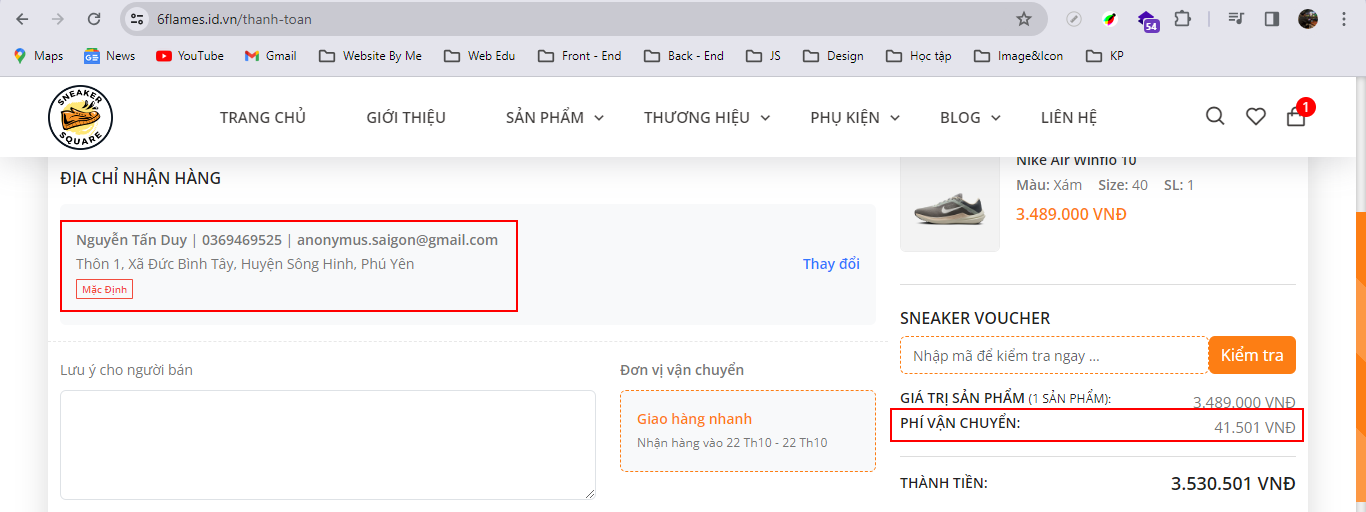 6flames.id.vn/thanh-toan
54
Maps News YouTube Gmail Website By Me Web Edu Front - End Back - End JS Design Học tập Image&Icon KP
SNEAKER SQUARE
TRANG CHỦ GIỚI THIỆU SẢN PHẨM THƯƠNG HIỆU PHỤ KIỆN BLOG LIÊN HỆ
1
ĐỊA CHỈ NHẬN HÀNG
Nguyễn Tấn Duy | 0369469525 | anonymus.saigon@gmail.com
Thôn 1, Xã Đức Bình Tây, Huyện Sông Hinh, Phú Yên
Mặc Định
Thay đổi
Lưu ý cho người bán
Đơn vị vận chuyển
Giao hàng nhanh
Nhận hàng vào 22 Th10 - 22 Th10
Nike Air Winflo 10
Màu: Xám Size: 40 SL: 1
3.489.000 VNĐ
SNEAKER VOUCHER
Nhập mã để kiểm tra ngay ...
Kiểm tra
GIÁ TRỊ SẢN PHẨM (1 SẢN PHẨM): 3.489.000 VNĐ
PHÍ VẬN CHUYỂN: 41.501 VNĐ
THÀNH TIỀN: 3.530.501 VNĐ